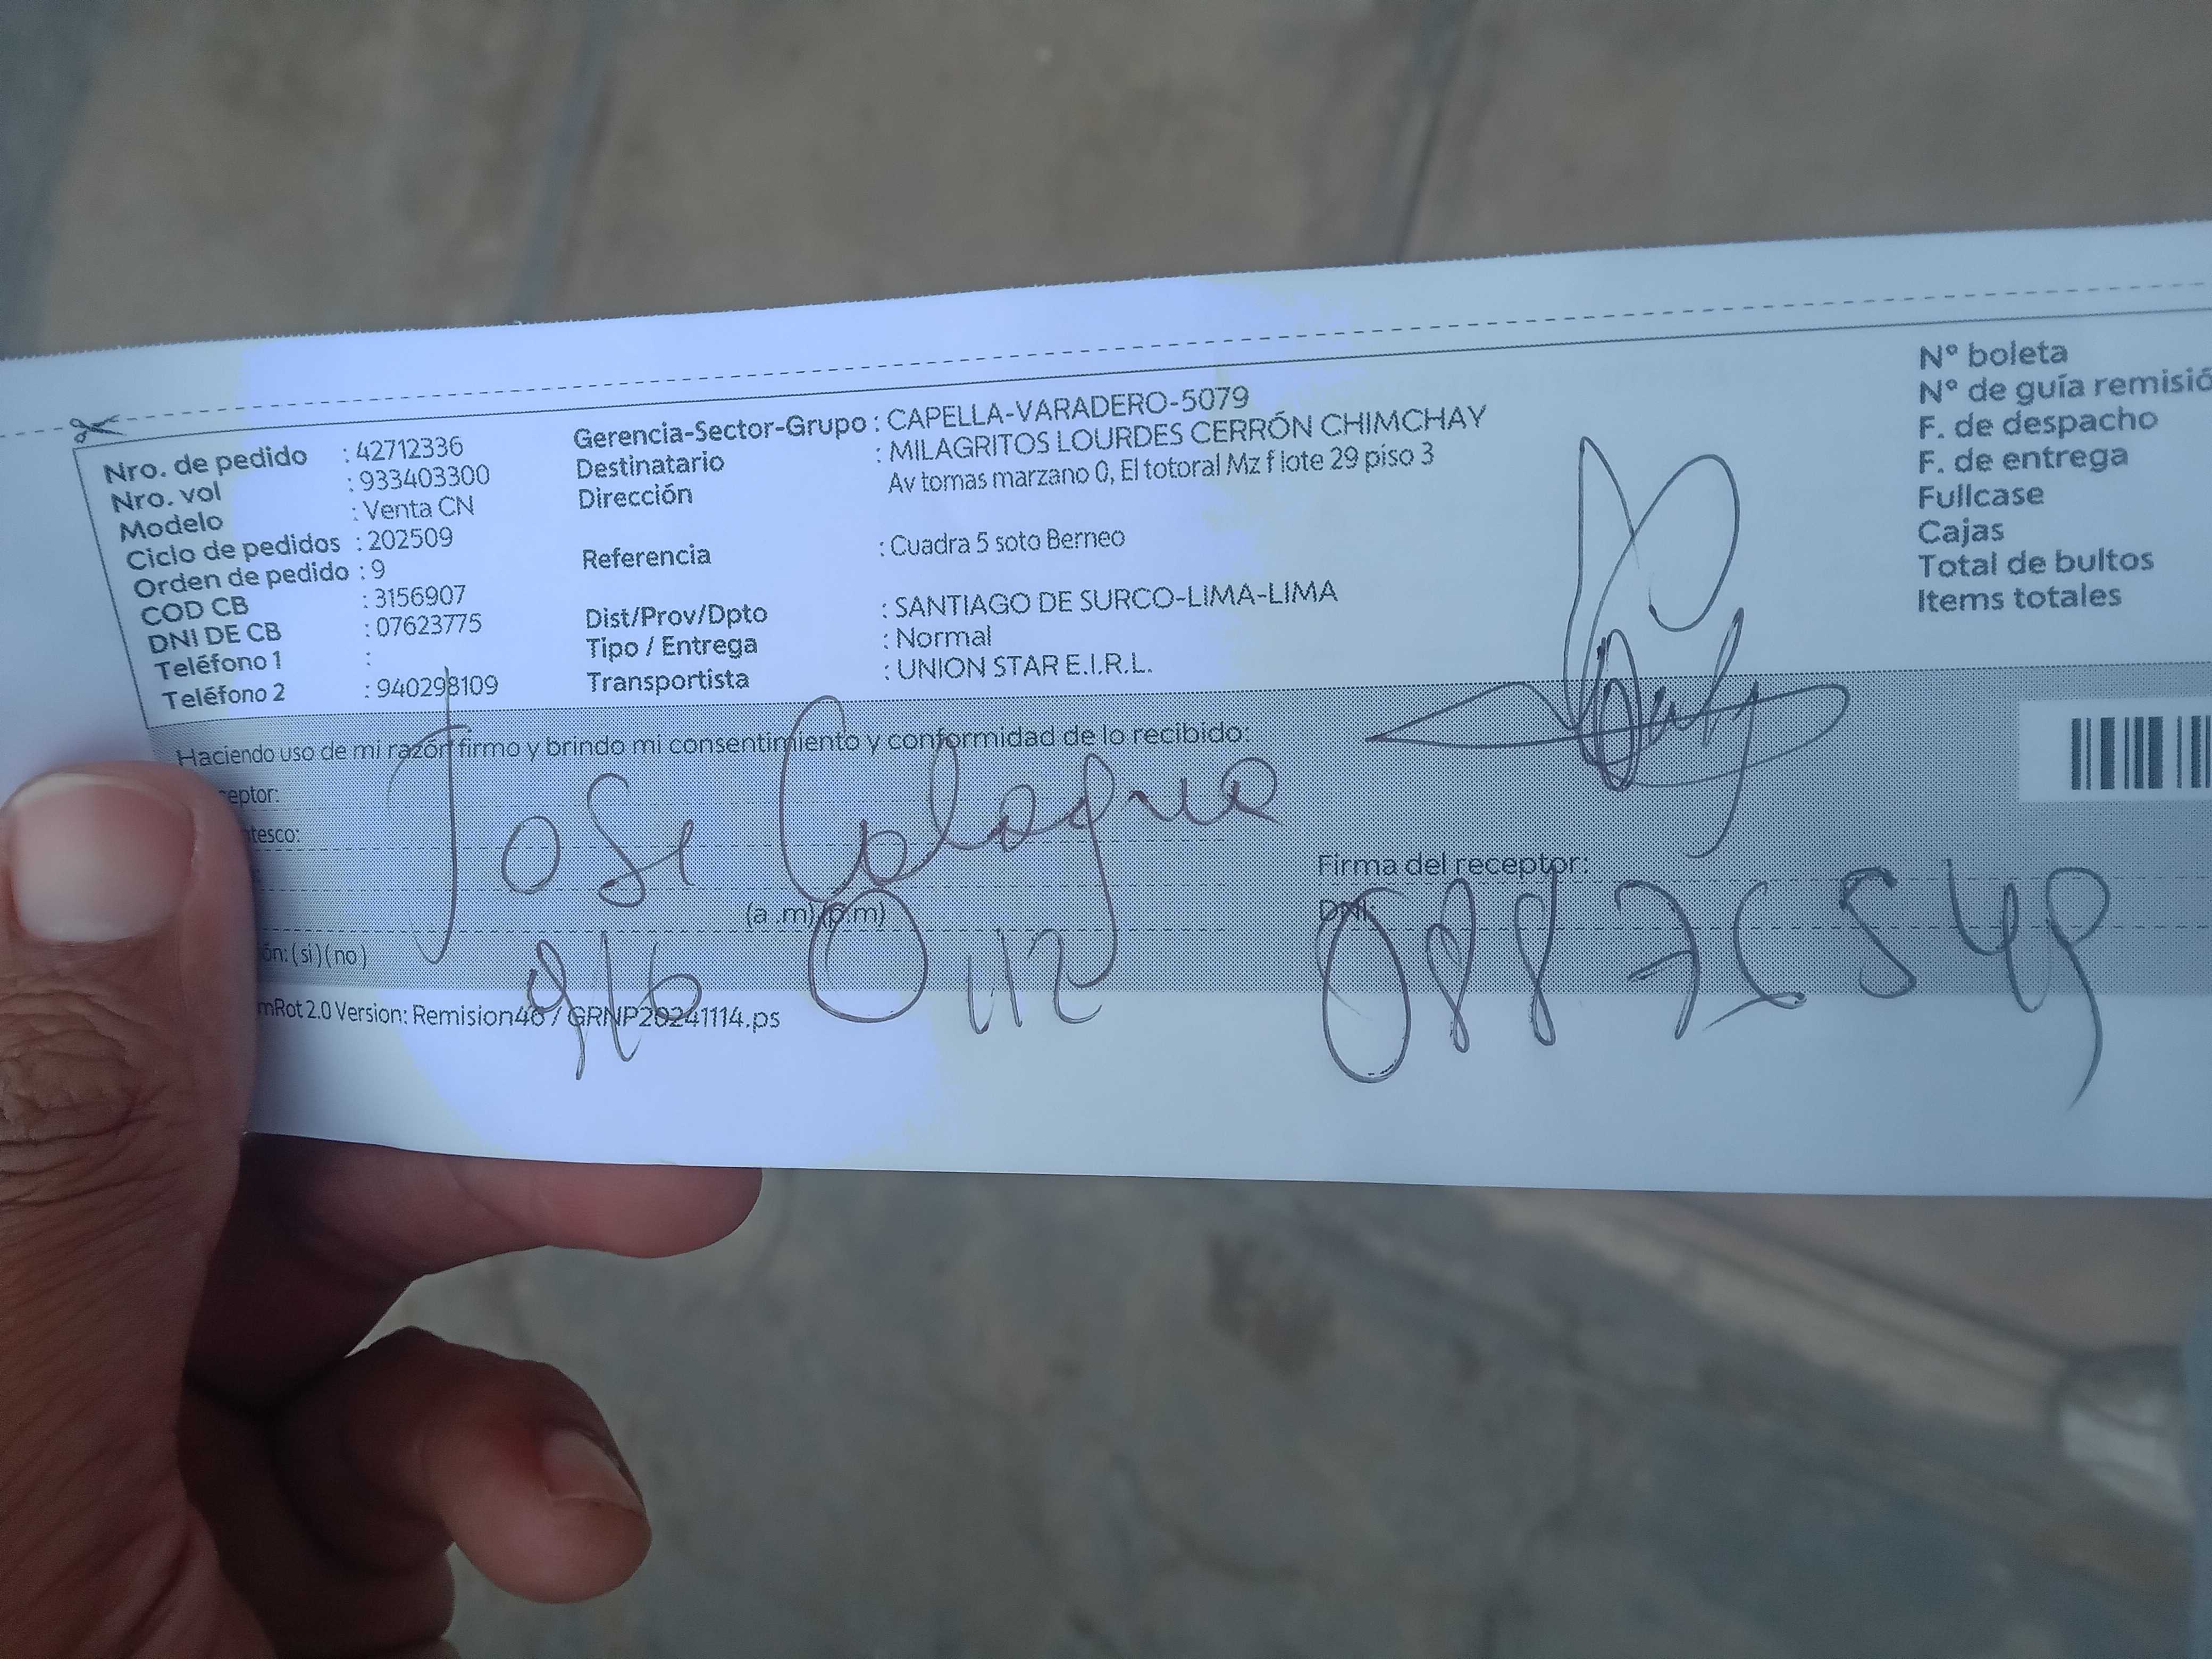 Nro. de pedido : 42712336
Nro. vol : 933403300
Modelo : Venta CN
Ciclo de pedidos : 202509
Orden de pedido : 9
COD CB : 3156907
DNI DE CB : 07623775
Teléfono 1 :
Teléfono 2 : 940298109
Gerencia-Sector-Grupo : CAPELLA-VARADERO-5079
Destinatario : MILAGRITOS LOURDES CERRÓN CHIMCHAY
Dirección Av tomas marzano 0, El totoral Mz f lote 29 piso 3
Referencia : Cuadra 5 soto Berneo
Dist/Prov/Dpto : SANTIAGO DE SURCO-LIMA-LIMA
Tipo / Entrega : Normal
Transportista : UNION STAR E.I.R.L.
N° boleta
N° de guía remisió
F. de despacho
F. de entrega
Fullcase
Cajas
Total de bultos
Items totales
Haciendo uso de mi razón firmo y brindo mi consentimiento y conformidad de lo recibido:
eptor:
tesco:
Jose
Firma del receptor:
(a .m) (p.m)
DNI:
08876549
ón: (si) (no)
916 0112
mRot 2.0 Version: Remision46 / GRNP20241114.ps